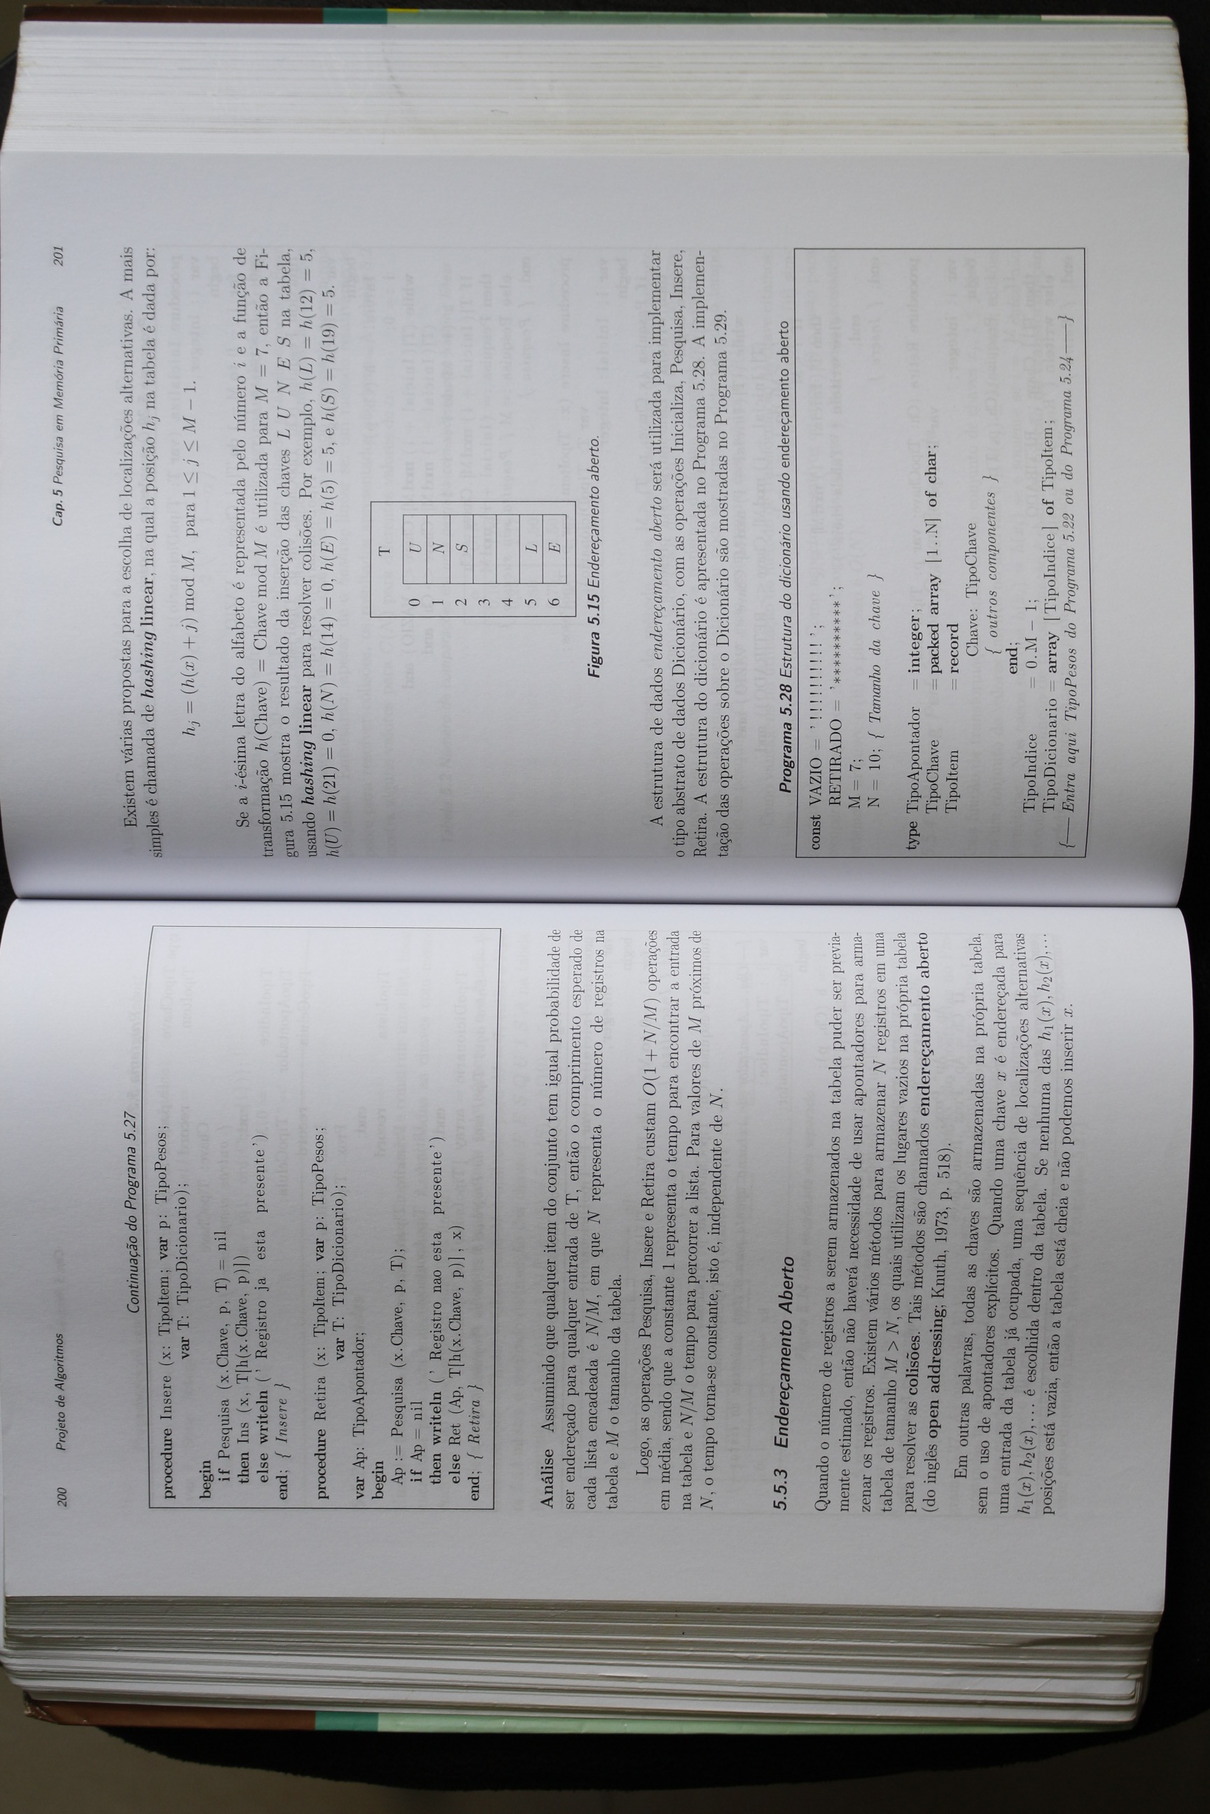 200 Projeto de Algoritmos
Continuação do Programa 5.27
procedure Insere (x: TipoItem; var p: TipoPesos;
var T: TipoDicionario);
begin
if Pesquisa (x.Chave, p, T) = nil
then Ins (x, T[h(x.Chave, p)])
else writeln (' Registro ja esta presente')
end; { Insere }
procedure Retira (x: TipoItem; var p: TipoPesos;
var T: TipoDicionario);
var Ap: TipoApontador;
begin
Ap := Pesquisa (x.Chave, p, T);
if Ap = nil
then writeln (' Registro nao esta presente')
else Ret (Ap, T[h(x.Chave, p)], x)
end; { Retira }
Análise Assumindo que qualquer item do conjunto tem igual probabilidade de
ser endereçado para qualquer entrada de T, então o comprimento esperado de
cada lista encadeada é N/M, em que N representa o número de registros na
tabela e M o tamanho da tabela.
Logo, as operações Pesquisa, Insere e Retira custam O(1 + N/M) operações
em média, sendo que a constante 1 representa o tempo para encontrar a entrada
na tabela e N/M o tempo para percorrer a lista. Para valores de M próximos de
N, o tempo torna-se constante, isto é, independente de N.
5.5.3 Endereçamento Aberto
Quando o número de registros a serem armazenados na tabela puder ser previa-
mente estimado, então não haverá necessidade de usar apontadores para arma-
zenar os registros. Existem vários métodos para armazenar N registros em uma
tabela de tamanho M > N, os quais utilizam os lugares vazios na própria tabela
para resolver as colisões. Tais métodos são chamados endereçamento aberto
(do inglês open addressing; Knuth, 1973, p. 518).
Em outras palavras, todas as chaves são armazenadas na própria tabela,
sem o uso de apontadores explícitos. Quando uma chave x é endereçada para
uma entrada da tabela já ocupada, uma sequência de localizações alternativas
h₁(x), h₂(x), . . . é escolhida dentro da tabela. Se nenhuma das h₁(x), h₂(x), . . .
posições está vazia, então a tabela está cheia e não podemos inserir x.
Cap. 5 Pesquisa em Memória Primária 201
Existem várias propostas para a escolha de localizações alternativas. A mais
simples é chamada de hashing linear, na qual a posição hⱼ na tabela é dada por:
hⱼ = (h(x) + j) mod M, para 1 ≤ j ≤ M − 1.
Se a i-ésima letra do alfabeto é representada pelo número i e a função de
transformação h(Chave) = Chave mod M é utilizada para M = 7, então a Fi-
gura 5.15 mostra o resultado da inserção das chaves L U N E S na tabela,
usando hashing linear para resolver colisões. Por exemplo, h(L) = h(12) = 5,
h(U) = h(21) = 0, h(N) = h(14) = 0, h(E) = h(5) = 5, e h(S) = h(19) = 5.
T
0 U
1 N
2 S
3
4
5 L
6 E
Figura 5.15 Endereçamento aberto.
A estrutura de dados endereçamento aberto será utilizada para implementar
o tipo abstrato de dados Dicionário, com as operações Inicializa, Pesquisa, Insere,
Retira. A estrutura do dicionário é apresentada no Programa 5.28. A implemen-
tação das operações sobre o Dicionário são mostradas no Programa 5.29.
Programa 5.28 Estrutura do dicionário usando endereçamento aberto
const VAZIO = '!!!!!!!!!!';
RETIRADO = '**********';
M = 7;
N = 10; { Tamanho da chave }
type TipoApontador = integer;
TipoChave = packed array [1..N] of char;
TipoItem = record
Chave: TipoChave
{ outros componentes }
end;
TipoIndice = 0..M − 1;
TipoDicionario = array [TipoIndice] of TipoItem;
{— Entra aqui TipoPesos do Programa 5.22 ou do Programa 5.24 —}